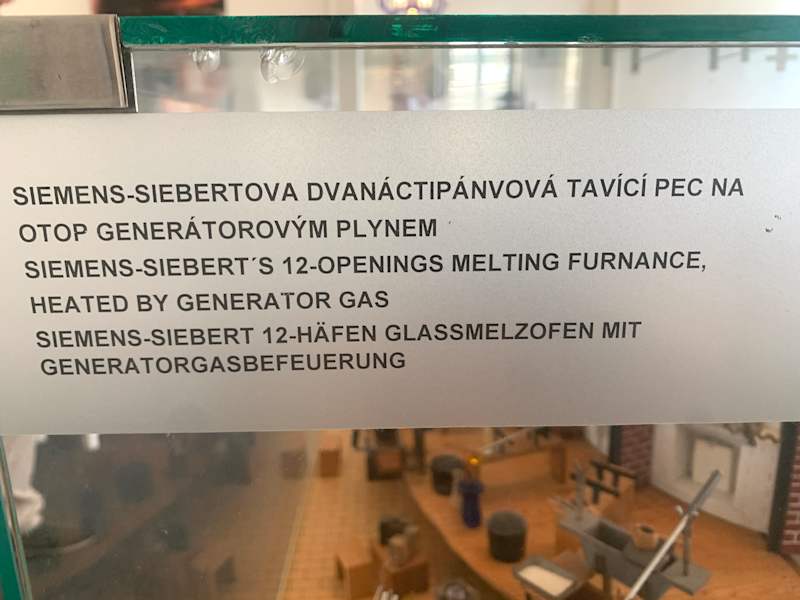 SIEMENS-SIEBERTOVA DVANÁCTIPÁNVOVÁ TAVÍCÍ PEC NA
OTOP GENERÁTOROVÝM PLYNEM
SIEMENS-SIEBERT´S 12-OPENINGS MELTING FURNANCE,
HEATED BY GENERATOR GAS
SIEMENS-SIEBERT 12-HÄFEN GLASSMELZOFEN MIT
GENERATORGASBEFEUERUNG